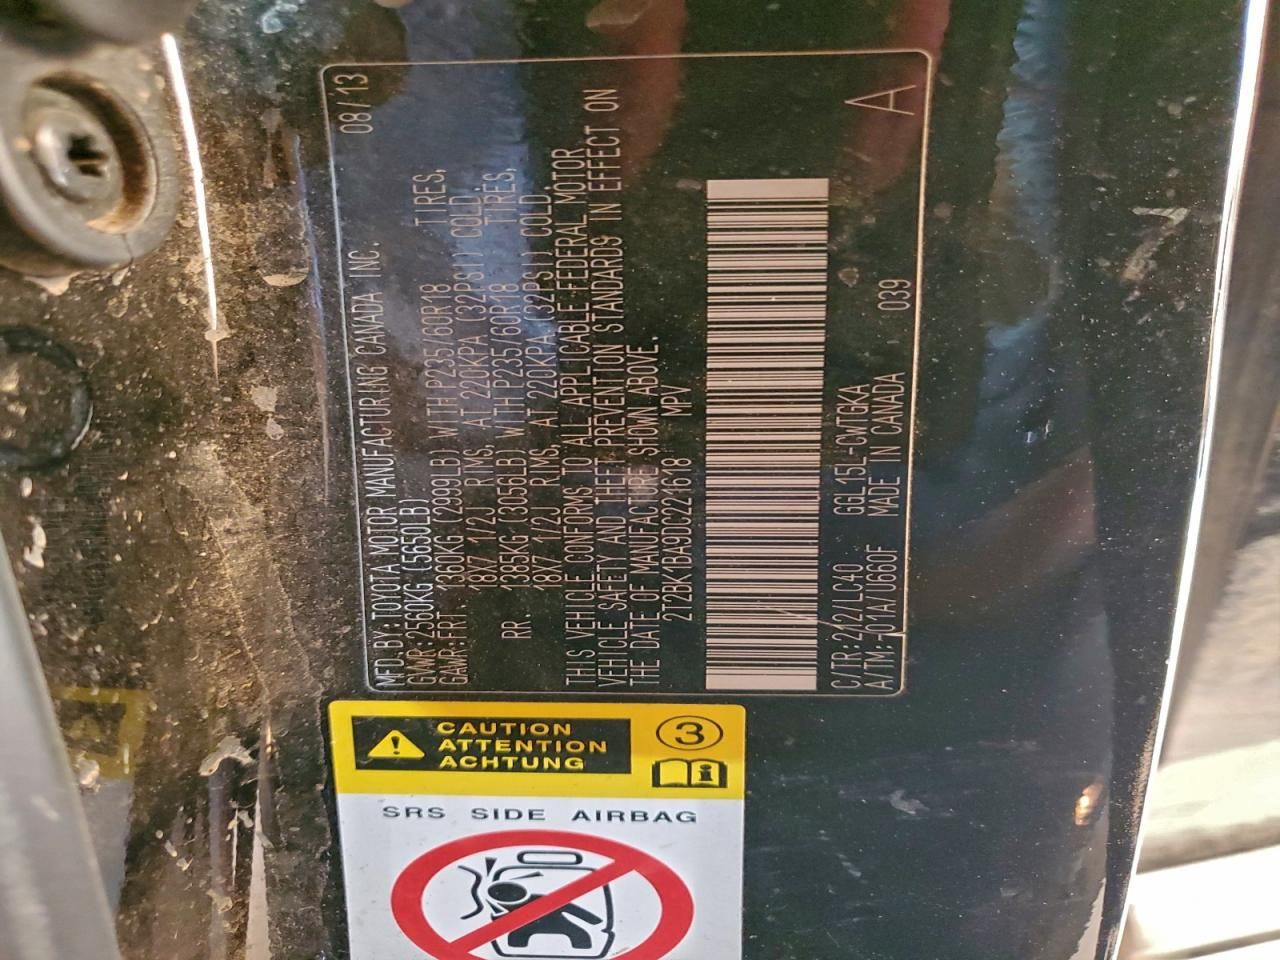 MFD.BY:TOYOTA MOTOR MANUFACTURING CANADA INC. 08/13
GVWR:2560KG(5650LB)
GAWR:FRT 1360KG (2999LB) WITH P235/60R18 TIRES,
18X7 1/2J RIMS, AT 220KPA(32PSI) COLD.
RR 1385KG(3056LB) WITH P235/60R18 TIRES,
18X7 1/2J RIMS, AT 220KPA(32PSI) COLD.
THIS VEHICLE CONFORMS TO ALL APPLICABLE FEDERAL MOTOR
VEHICLE SAFETY AND THEFT PREVENTION STANDARDS IN EFFECT ON
THE DATE OF MANUFACTURE SHOWN ABOVE.
2T2BK1BA9DC221618 MPV
C/TR:212/LC40 GGL15L-CWTGKA
A/TM:-01A/U660F MADE IN CANADA 039
A
CAUTION
ATTENTION
ACHTUNG
3
i
SRS SIDE AIRBAG